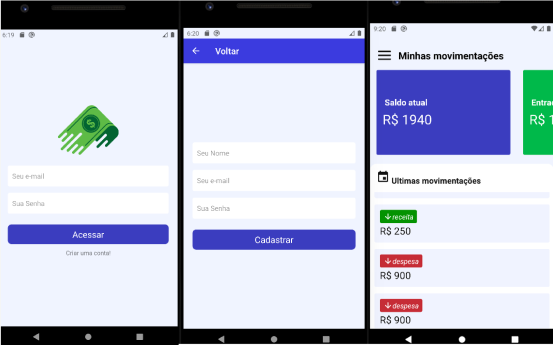 6:19
Seu e-mail
Sua Senha
Acessar
Criar uma conta!
6:20
Voltar
Seu Nome
Seu e-mail
Sua Senha
Cadastrar
9:20
Minhas movimentações
Saldo atual
R$ 1940
Entra
R$ 1
Ultimas movimentações
receita
R$ 250
despesa
R$ 900
despesa
R$ 900